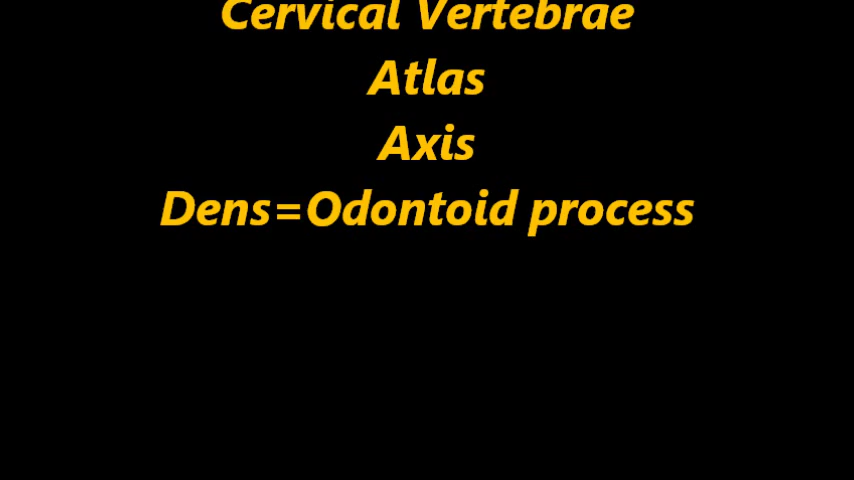 Cervical Vertebrae
Atlas
Axis
Dens=Odontoid process